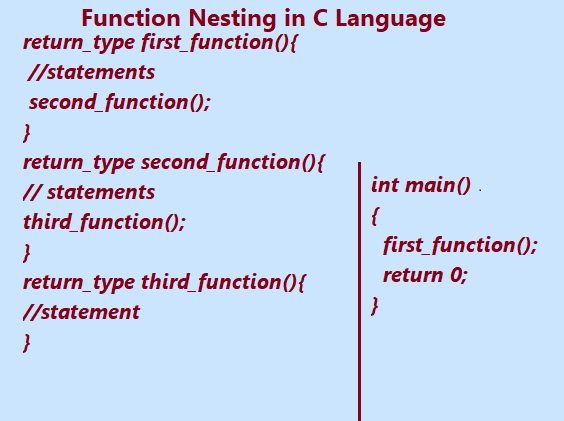 Function Nesting in C Language
return_type first_function(){
//statements
second_function();
}
return_type second_function(){
// statements
third_function();
}
return_type third_function(){
//statement
}
int main() .
{
first_function();
return 0;
}